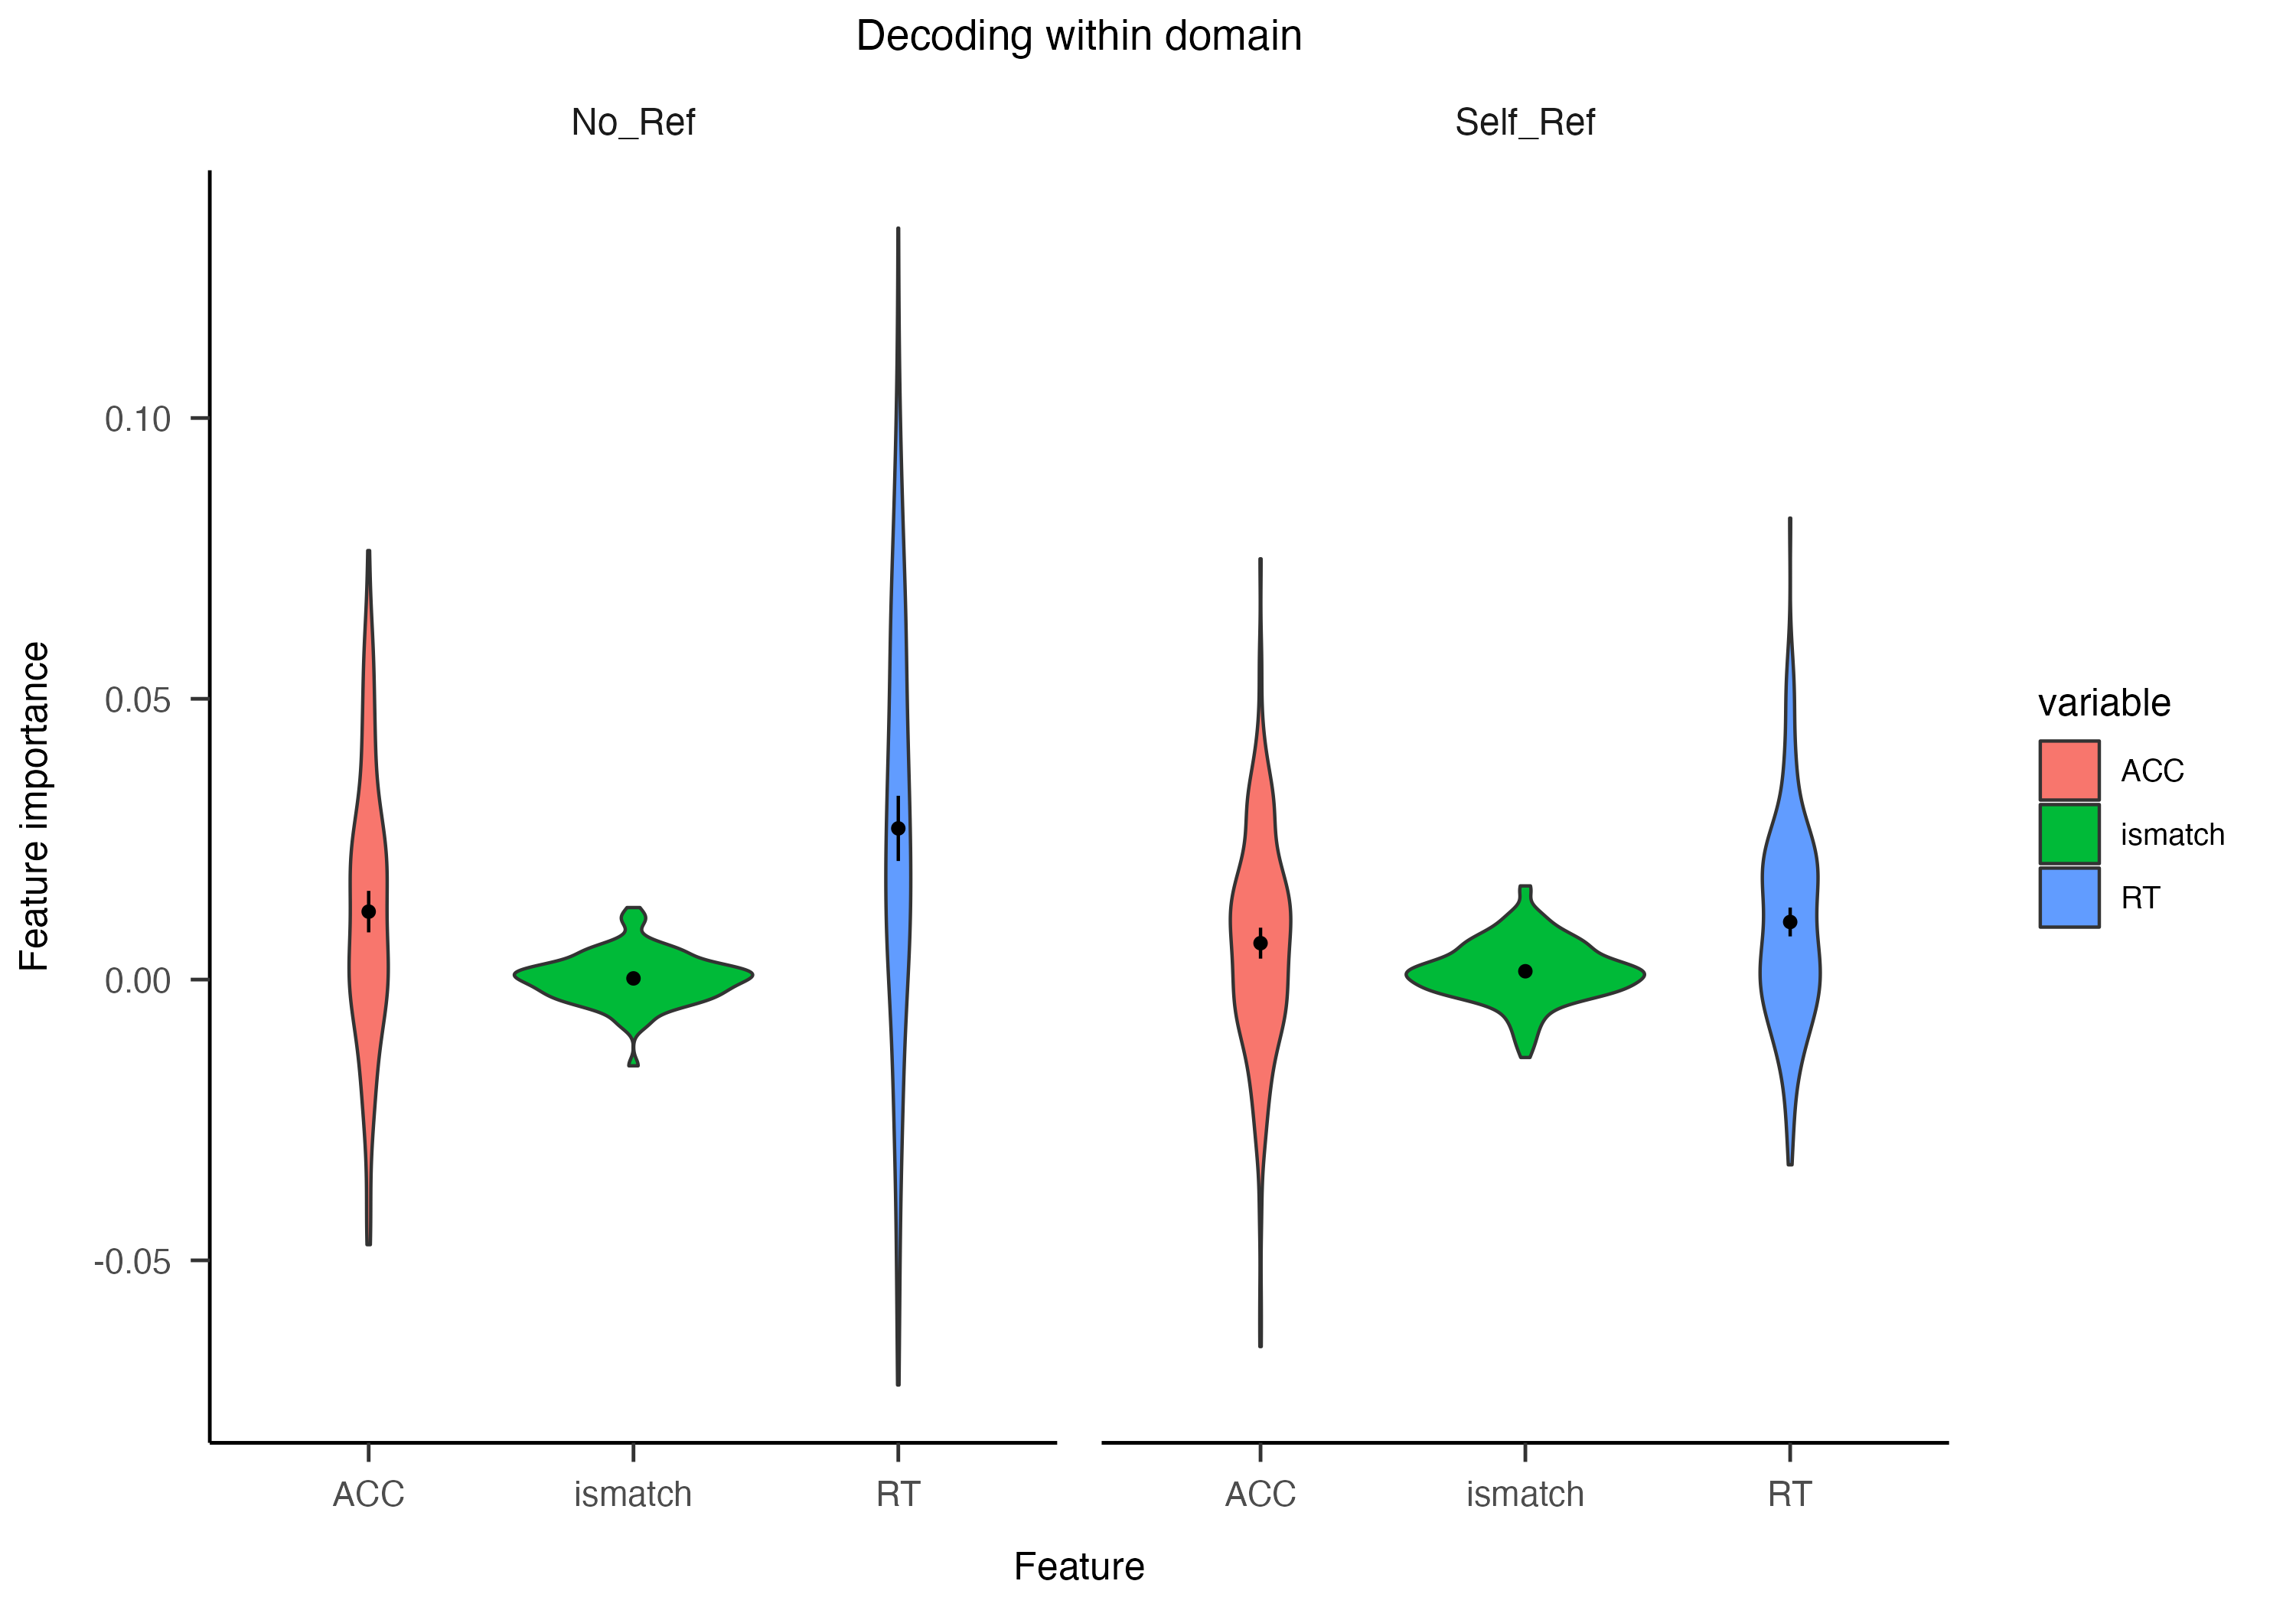 Decoding within domain
No_Ref
Self_Ref
Feature importance
0.10
0.05
0.00
-0.05
ACC
ismatch
RT
ACC
ismatch
RT
Feature
variable
ACC
ismatch
RT